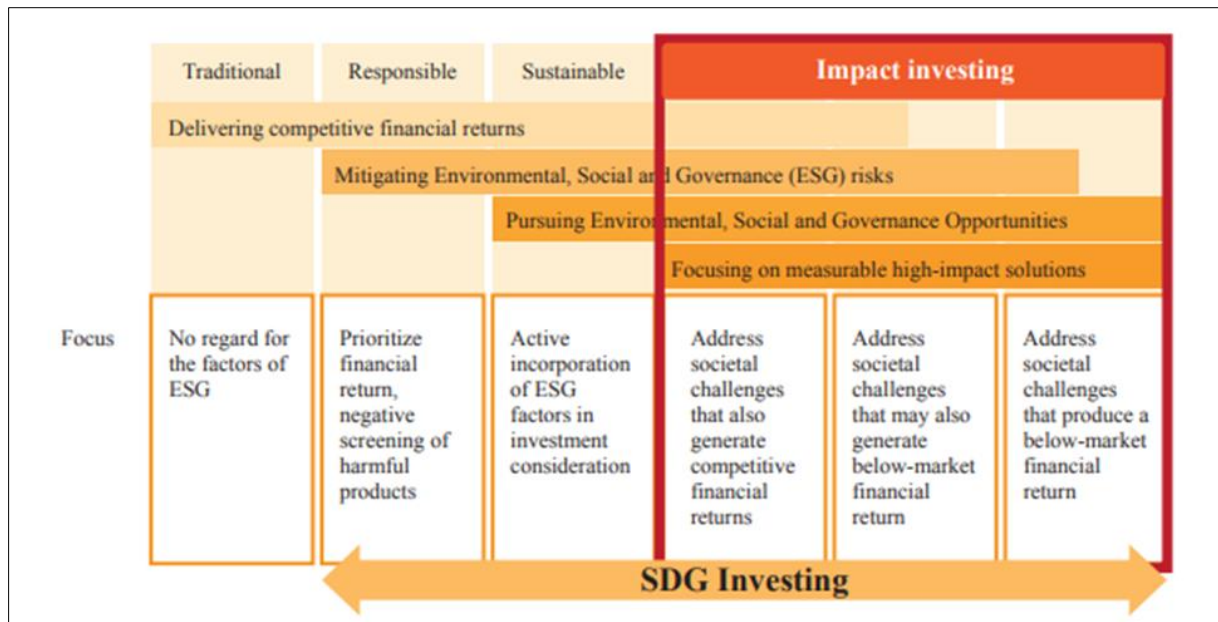 Traditional
Responsible
Sustainable
Impact investing
Delivering competitive financial returns
Mitigating Environmental, Social and Governance (ESG) risks
Pursuing Environmental, Social and Governance Opportunities
Focusing on measurable high-impact solutions
Focus
No regard for
the factors of
ESG
Prioritize
financial
return,
negative
screening of
harmful
products
Active
incorporation
of ESG
factors in
investment
consideration
Address
societal
challenges
that also
generate
competitive
financial
returns
Address
societal
challenges
that may also
generate
below-market
financial
return
Address
societal
challenges
that produce a
below-market
financial
return
SDG Investing